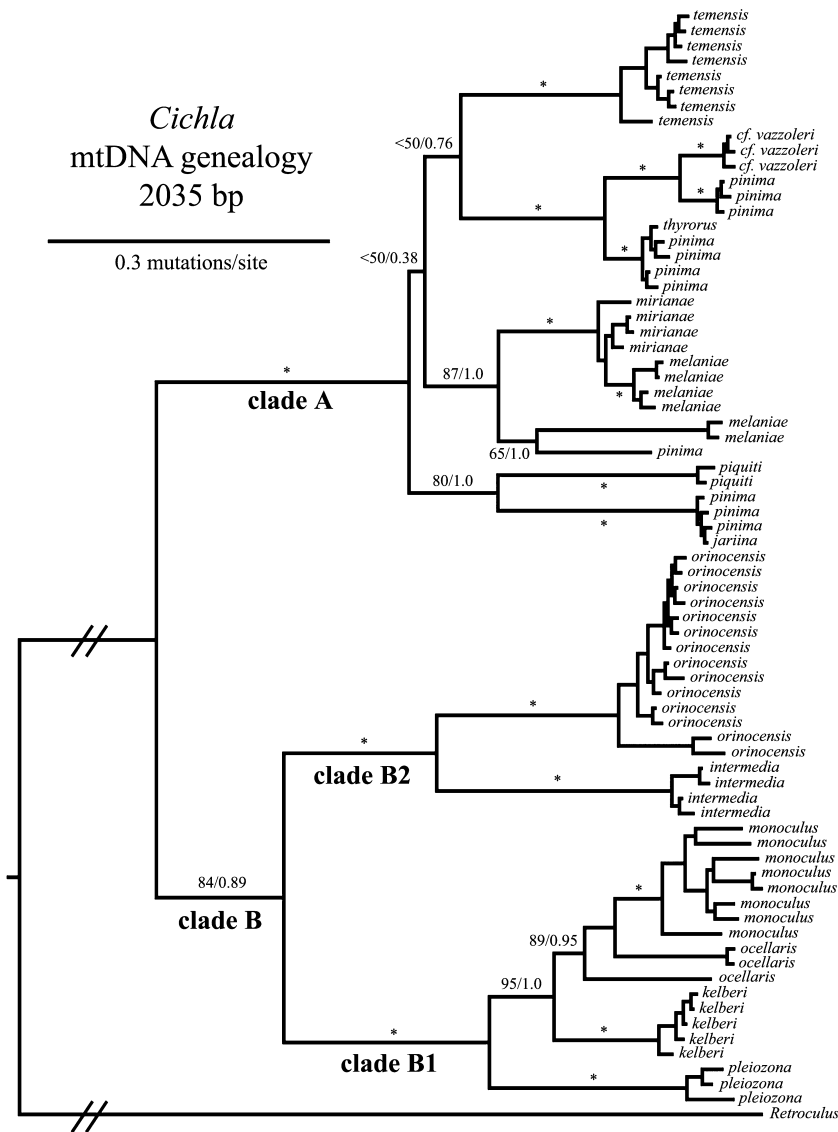 temensis
temensis
temensis
temensis
temensis
temensis
temensis
temensis
Cichla
mtDNA genealogy
2035 bp
0.3 mutations/site
*
<50/0.76
cf. vazzoleri
cf. vazzoleri
cf. vazzoleri
*
*
pinima
pinima
pinima
*
*
thyrorus
pinima
pinima
pinima
pinima
*
<50/0.38
mirianae
mirianae
mirianae
mirianae
*
melaniae
melaniae
melaniae
melaniae
*
87/1.0
*
clade A
melaniae
melaniae
pinima
65/1.0
piquiti
piquiti
80/1.0
*
pinima
pinima
pinima
jariina
*
orinocensis
orinocensis
orinocensis
orinocensis
orinocensis
orinocensis
orinocensis
orinocensis
orinocensis
orinocensis
orinocensis
orinocensis
orinocensis
orinocensis
*
*
clade B2
intermedia
intermedia
intermedia
intermedia
*
monoculus
monoculus
monoculus
monoculus
monoculus
monoculus
monoculus
monoculus
*
84/0.89
clade B
ocellaris
ocellaris
ocellaris
89/0.95
95/1.0
kelberi
kelberi
kelberi
kelberi
kelberi
*
*
clade B1
pleiozona
pleiozona
pleiozona
*
Retroculus